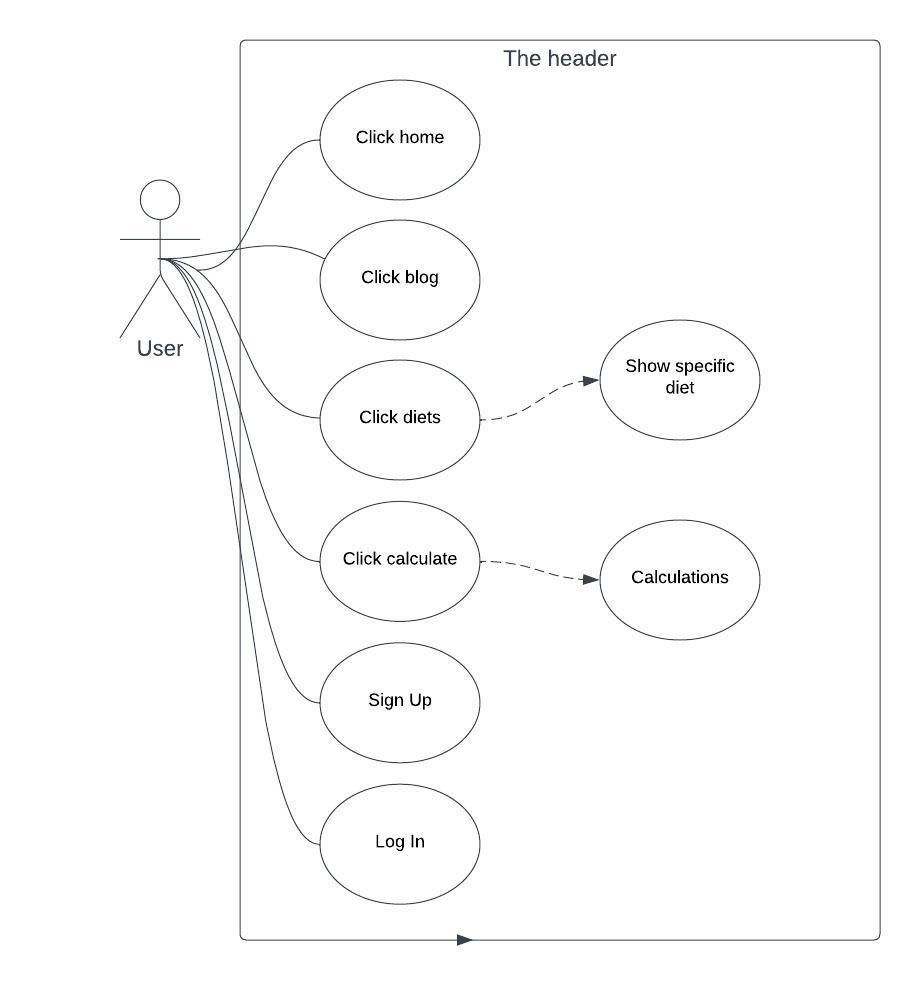 The header
Click home
Click blog
User
Show specific
diet
Click diets
Click calculate
Calculations
Sign Up
Log In